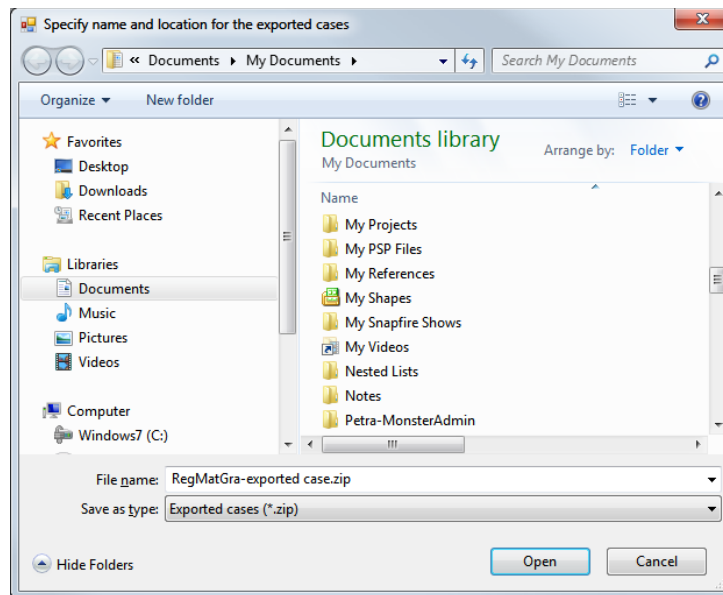 Specify name and location for the exported cases
« Documents My Documents
Search My Documents
Organize New folder
Favorites
Desktop
Downloads
Recent Places
Libraries
Documents
Music
Pictures
Videos
Computer
Windows7 (C:)
Documents library
My Documents
Arrange by: Folder
Name
My Projects
My PSP Files
My References
My Shapes
My Snapfire Shows
My Videos
Nested Lists
Notes
Petra-MonsterAdmin
File name: RegMatGra-exported case.zip
Save as type: Exported cases (*.zip)
Hide Folders
Open
Cancel